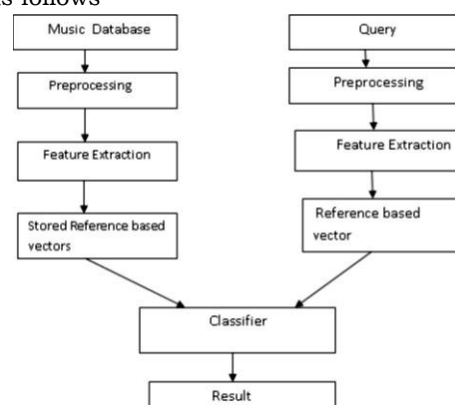 as follows
Music Database
Preprocessing
Feature Extraction
Stored Reference based
vectors
Query
Preprocessing
Feature Extraction
Reference based
vector
Classifier
Result